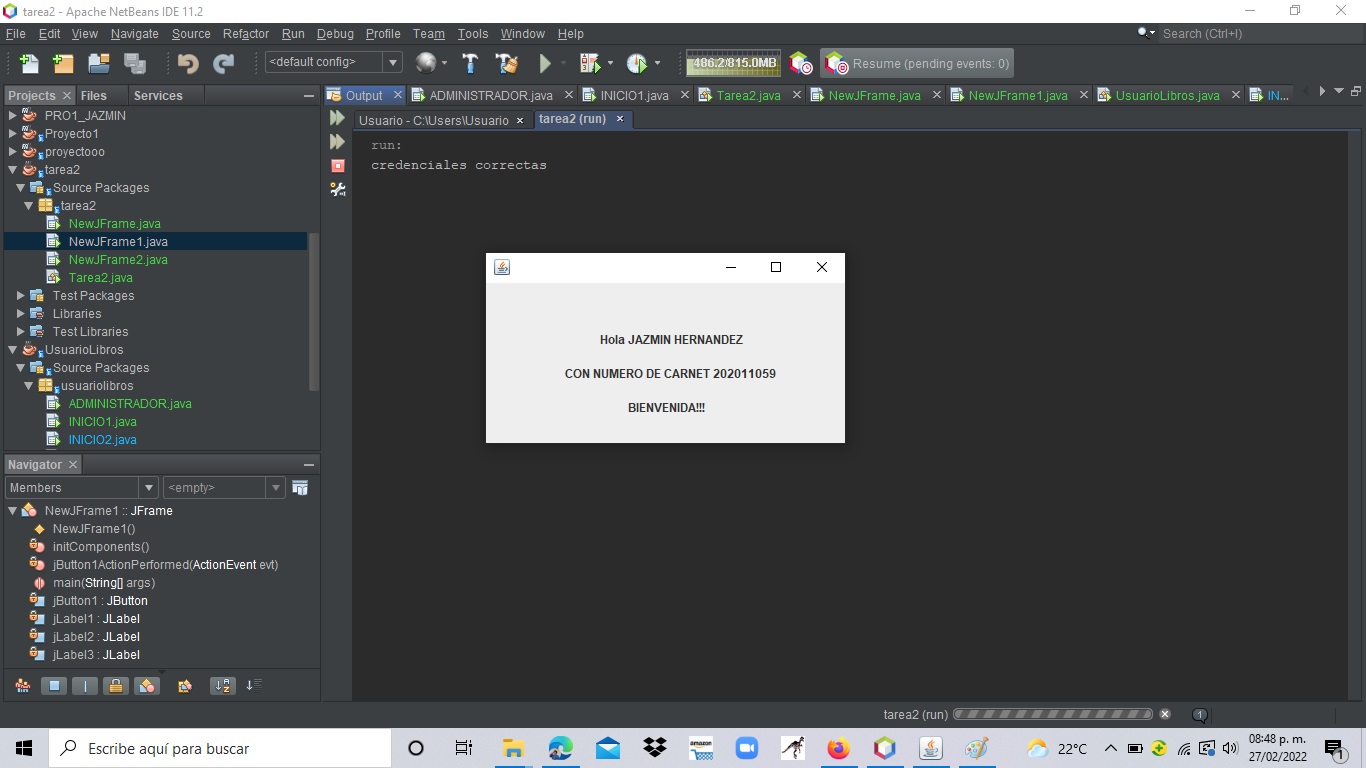 tarea2 - Apache NetBeans IDE 11.2
File Edit View Navigate Source Refactor Run Debug Profile Team Tools Window Help
Search (Ctrl+I)
<default config>
486.2/815.0MB
Resume (pending events: 0)
Projects Files Services
PRO1_JAZMIN
Proyecto1
proyectooo
tarea2
Source Packages
tarea2
NewJFrame.java
NewJFrame1.java
NewJFrame2.java
Tarea2.java
Test Packages
Libraries
Test Libraries
UsuarioLibros
Source Packages
usuariolibros
ADMINISTRADOR.java
INICIO1.java
INICIO2.java
Navigator
Members <empty>
NewJFrame1 :: JFrame
NewJFrame1()
initComponents()
jButton1ActionPerformed(ActionEvent evt)
main(String[] args)
jButton1 : JButton
jLabel1 : JLabel
jLabel2 : JLabel
jLabel3 : JLabel
Output ADMINISTRADOR.java INICIO1.java Tarea2.java NewJFrame.java NewJFrame1.java UsuarioLibros.java IN...
Usuario - C:\Users\Usuario tarea2 (run)
run:
credenciales correctas
Hola JAZMIN HERNANDEZ
CON NUMERO DE CARNET 202011059
BIENVENIDA!!!
tarea2 (run)
1
Escribe aquí para buscar
amazon
22°C
08:48 p. m.
27/02/2022
1